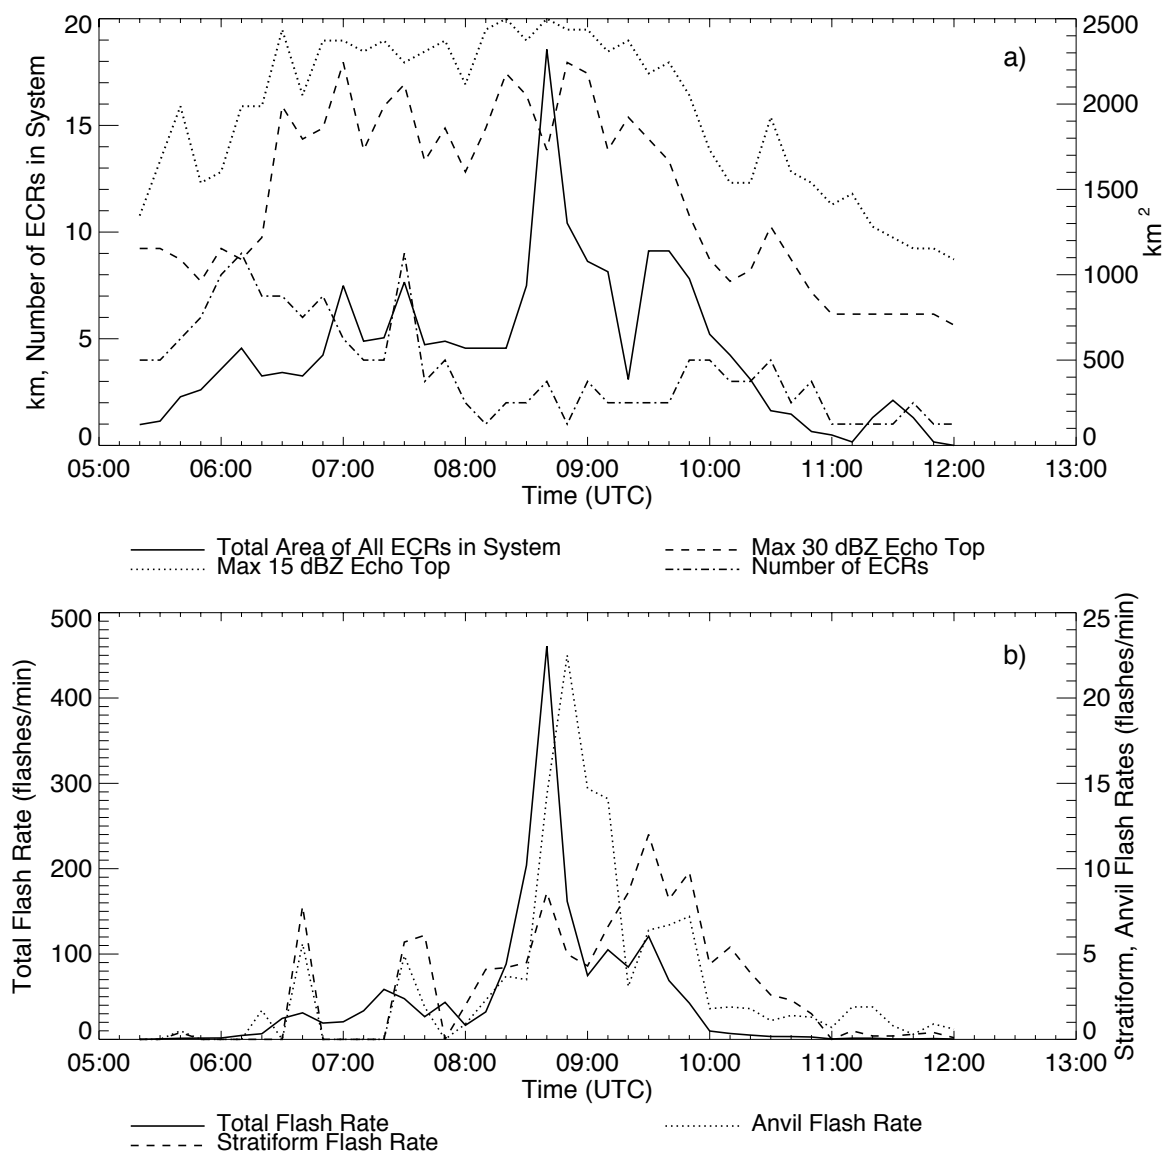 a)
km, Number of ECRs in System
20
15
10
5
0
2500
2000
1500
1000
500
0
km 2
05:00 06:00 07:00 08:00 09:00 10:00 11:00 12:00 13:00
Time (UTC)
Total Area of All ECRs in System
Max 15 dBZ Echo Top
Max 30 dBZ Echo Top
Number of ECRs
b)
Total Flash Rate (flashes/min)
500
400
300
200
100
0
25
20
15
10
5
0
Stratiform, Anvil Flash Rates (flashes/min)
05:00 06:00 07:00 08:00 09:00 10:00 11:00 12:00 13:00
Time (UTC)
Total Flash Rate
Stratiform Flash Rate
Anvil Flash Rate